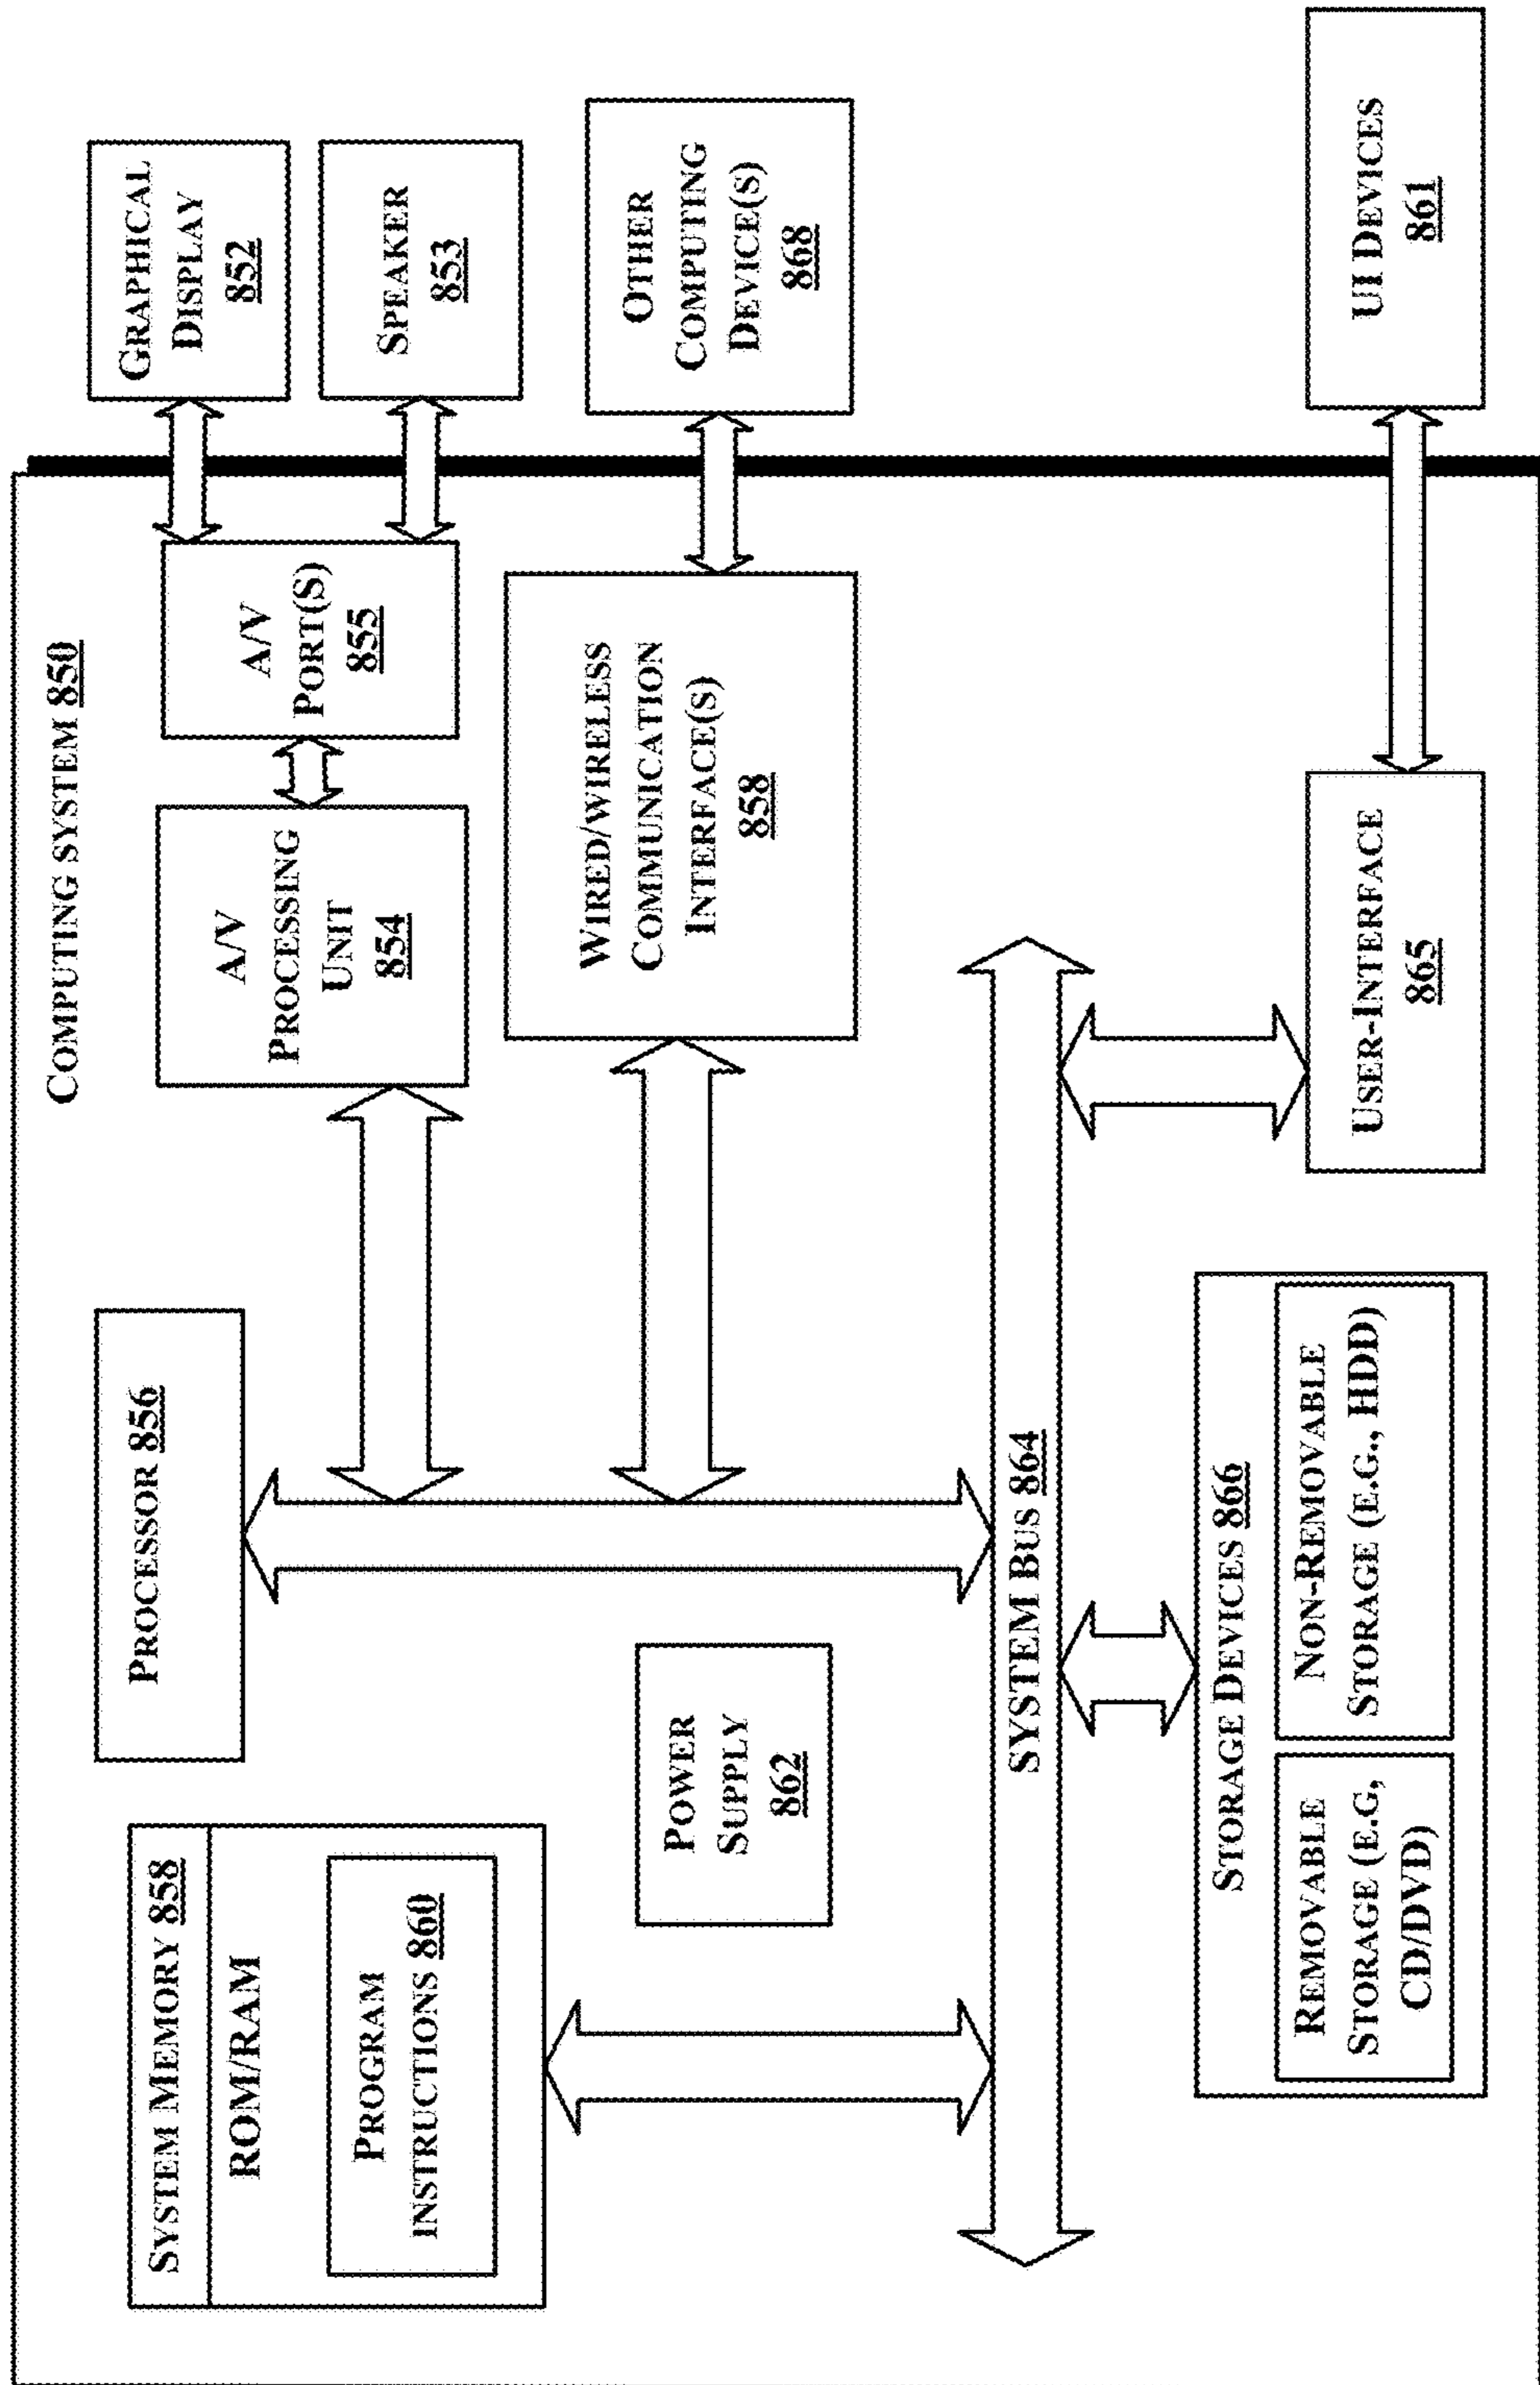 COMPUTING SYSTEM 850
SYSTEM MEMORY 858
ROM/RAM
PROGRAM
INSTRUCTIONS 860
PROCESSOR 856
A/V
PROCESSING
UNIT
854
A/V
PORT(S)
855
GRAPHICAL
DISPLAY
852
SPEAKER
853
POWER
SUPPLY
862
WIRED/WIRELESS
COMMUNICATION
INTERFACE(S)
858
OTHER
COMPUTING
DEVICE(S)
868
SYSTEM BUS 864
STORAGE DEVICES 866
REMOVABLE
STORAGE (E.G,
CD/DVD)
NON-REMOVABLE
STORAGE (E.G., HDD)
USER-INTERFACE
865
UI DEVICES
861